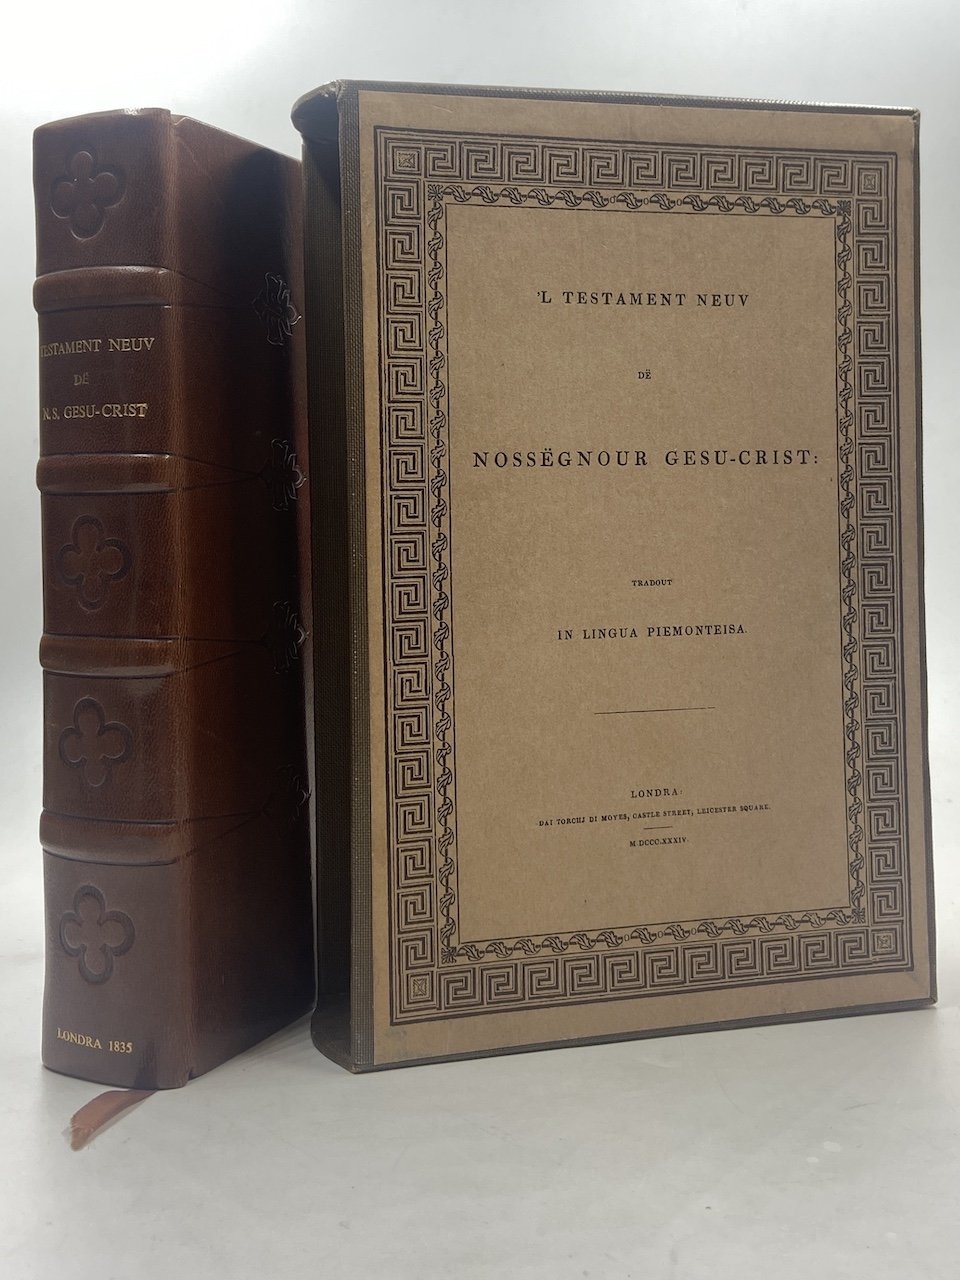 TESTAMENT NEUV
DË
N. S. GESU-CRIST
LONDRA 1835
'L TESTAMENT NEUV
DË
NOSSËGNOUR GESU-CRIST:
TRADOUT
IN LINGUA PIEMONTEISA.
LONDRA:
DAI TORCHJ DI MOYES, CASTLE STREET, LEICESTER SQUARE.
M DCCC.XXXIV.